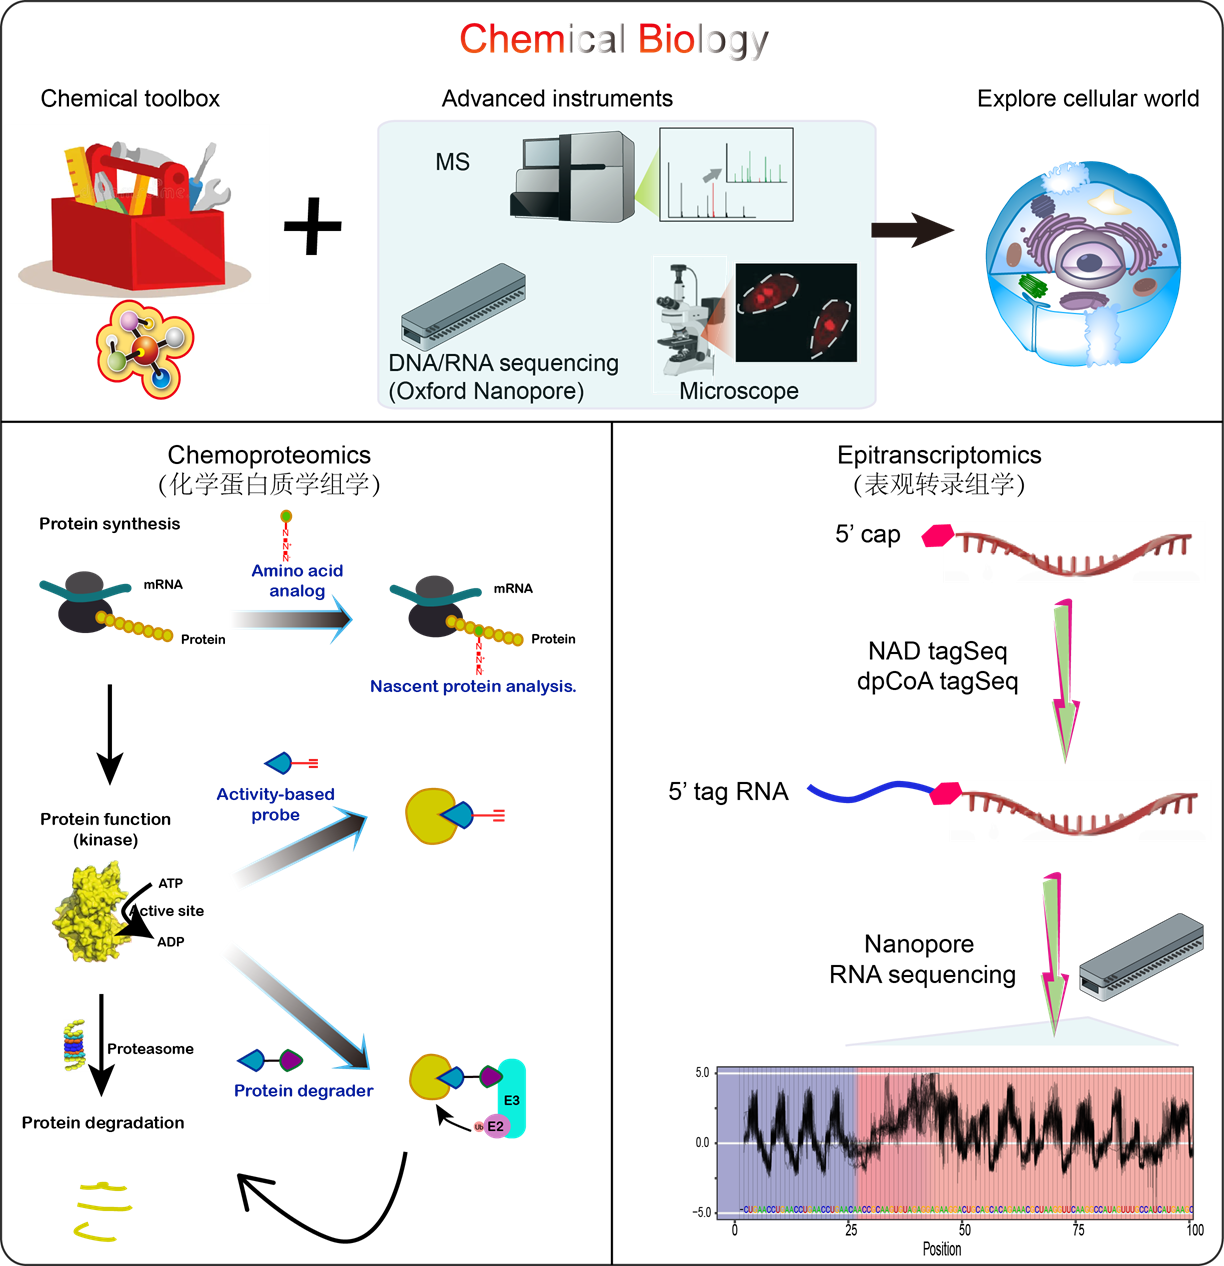 Chemical Biology
Chemical toolbox
Advanced instruments
Explore cellular world
MS
DNA/RNA sequencing
(Oxford Nanopore)
Microscope
Chemoproteomics
(化学蛋白质学组学)
Protein synthesis
N
N⁺
N
Amino acid
analog
mRNA
Protein
mRNA
Protein
N
N⁺
N
Nascent protein analysis.
Activity-based
probe
Protein function
(kinase)
ATP
Active site
ADP
Proteasome
Protein degrader
Protein degradation
E3
Ub
E2
Epitranscriptomics
(表观转录组学)
5’ cap
NAD tagSeq
dpCoA tagSeq
5’ tag RNA
Nanopore
RNA sequencing
5.0
0.0
−5.0
0
25
50
75
100
Position